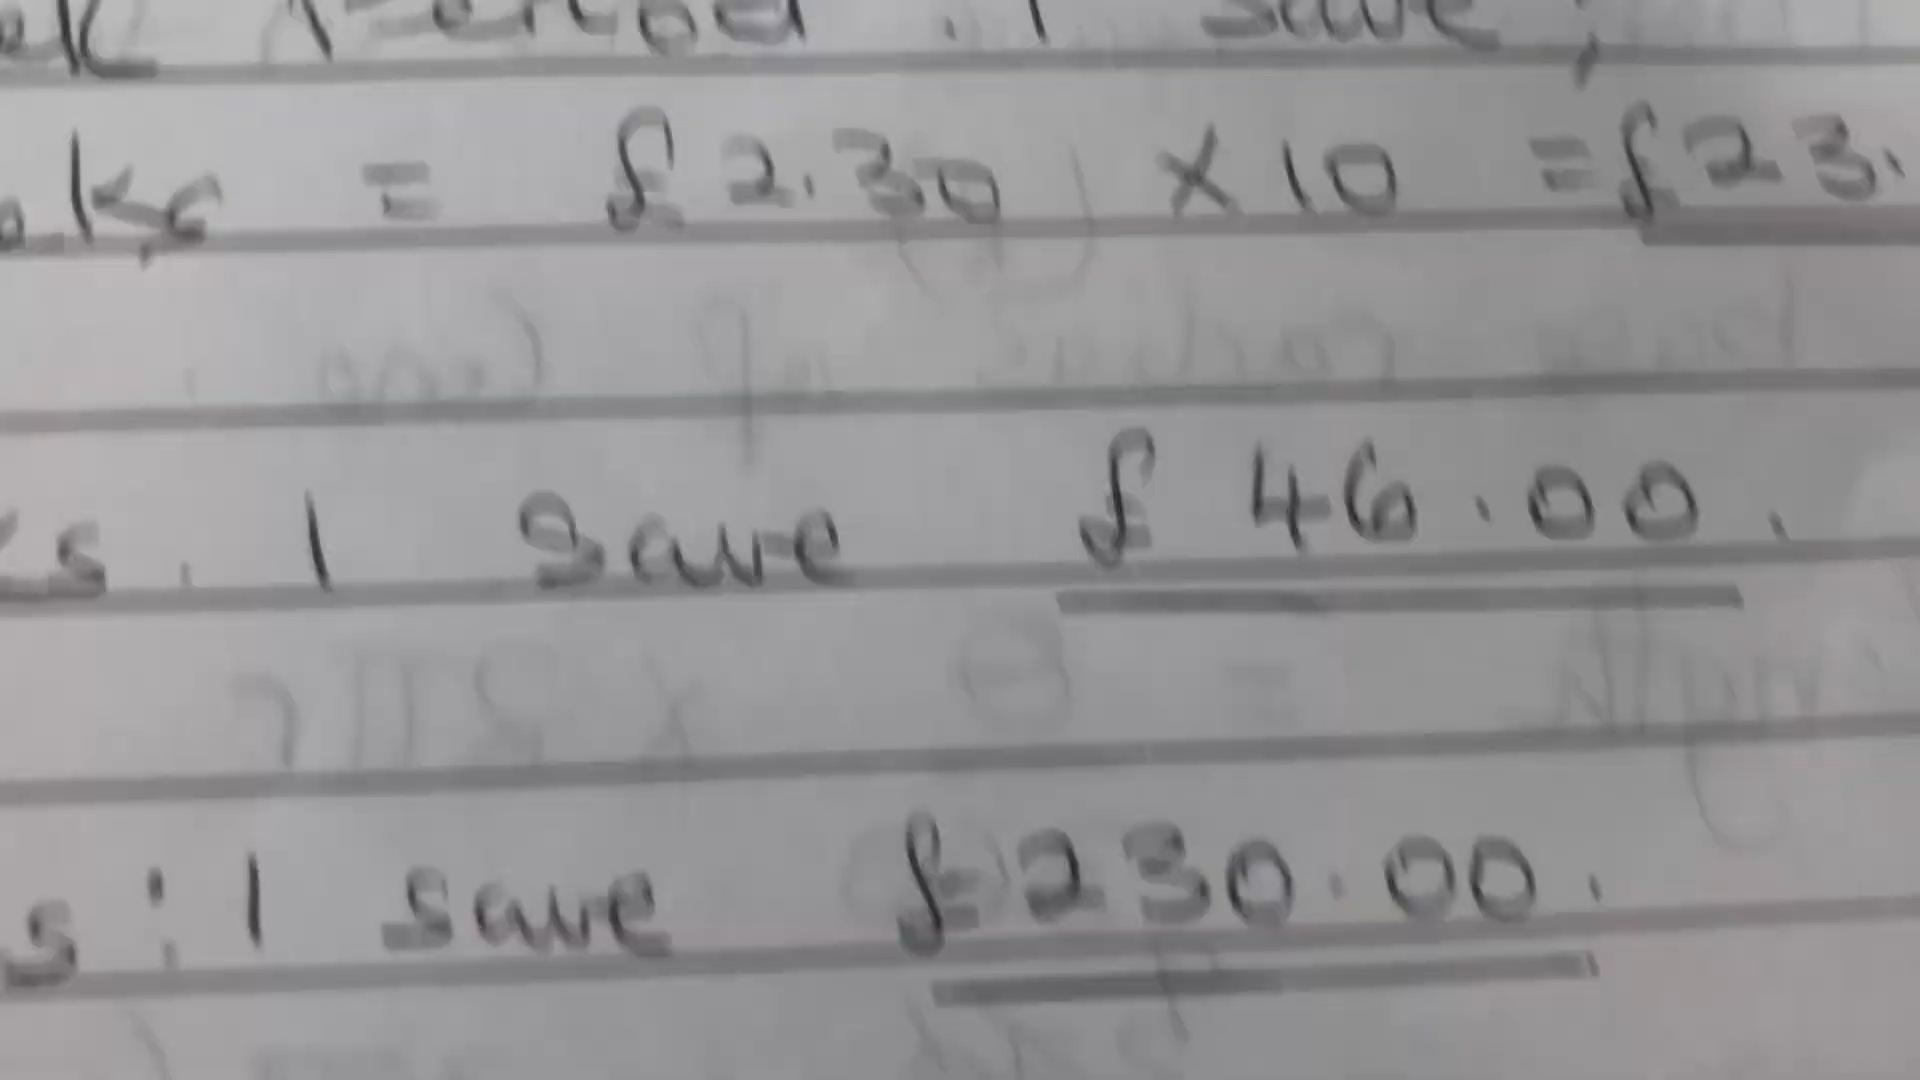 Period. I save;
= £2.30 × 10 = £23.
s. I save £46.00.
s: I save £230.00.